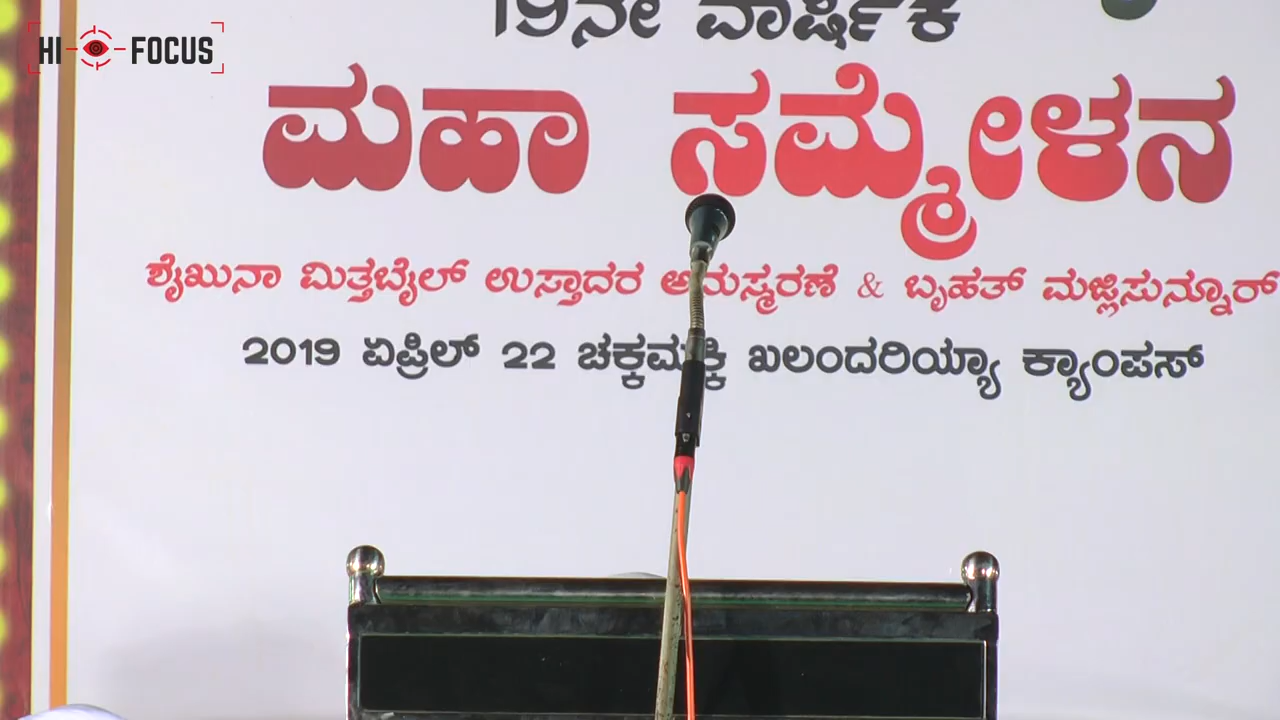 HI FOCUS
19ನೇ ವಾರ್ಷಿಕ
ಮಹಾ ಸಮ್ಮೇಳನ
ಶೈಖುನಾ ಮಿತ್ತಬೈಲ್ ಉಸ್ತಾದರ ಅನುಸ್ಮರಣೆ & ಬೃಹತ್ ಮಜ್ಲಿಸುನ್ನೂರ್
2019 ಏಪ್ರಿಲ್ 22 ಚಕ್ಕಮಕ್ಕಿ ಖಲಂದರಿಯ್ಯಾ ಕ್ಯಾಂಪಸ್